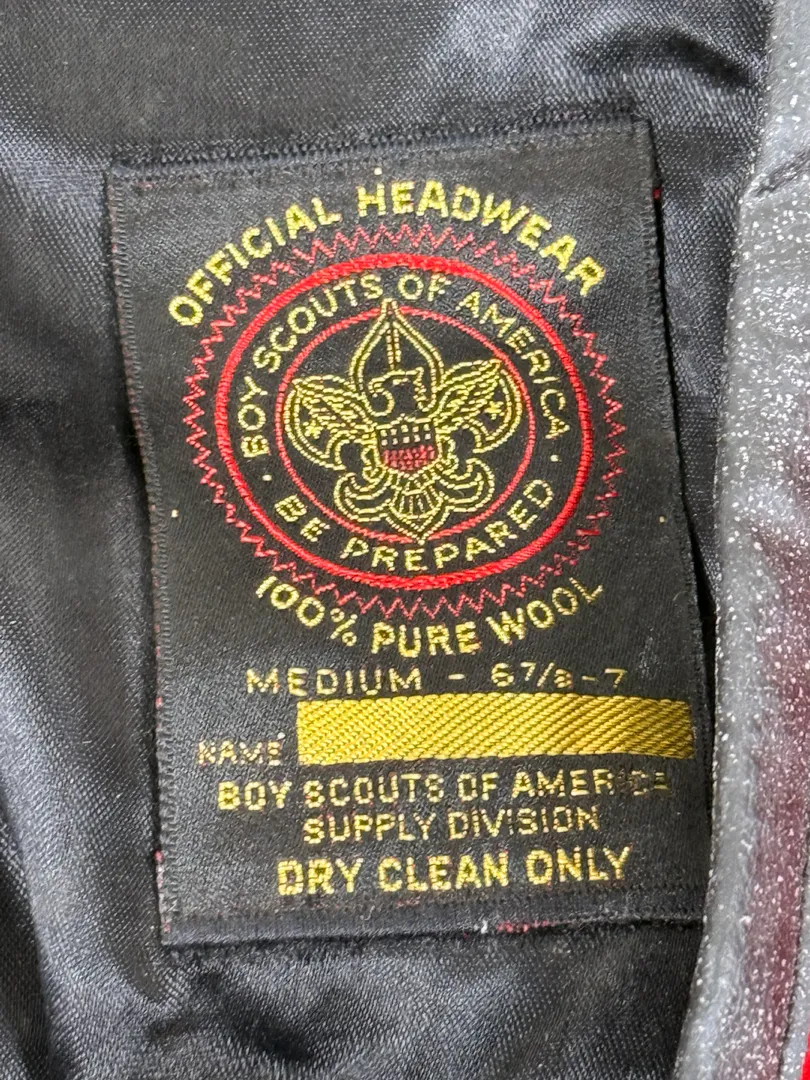 OFFICIAL HEADWEAR
BOY SCOUTS OF AMERICA
· BE PREPARED ·
100% PURE WOOL
MEDIUM - 6 7/8 - 7
NAME
BOY SCOUTS OF AMERICA
SUPPLY DIVISION
DRY CLEAN ONLY